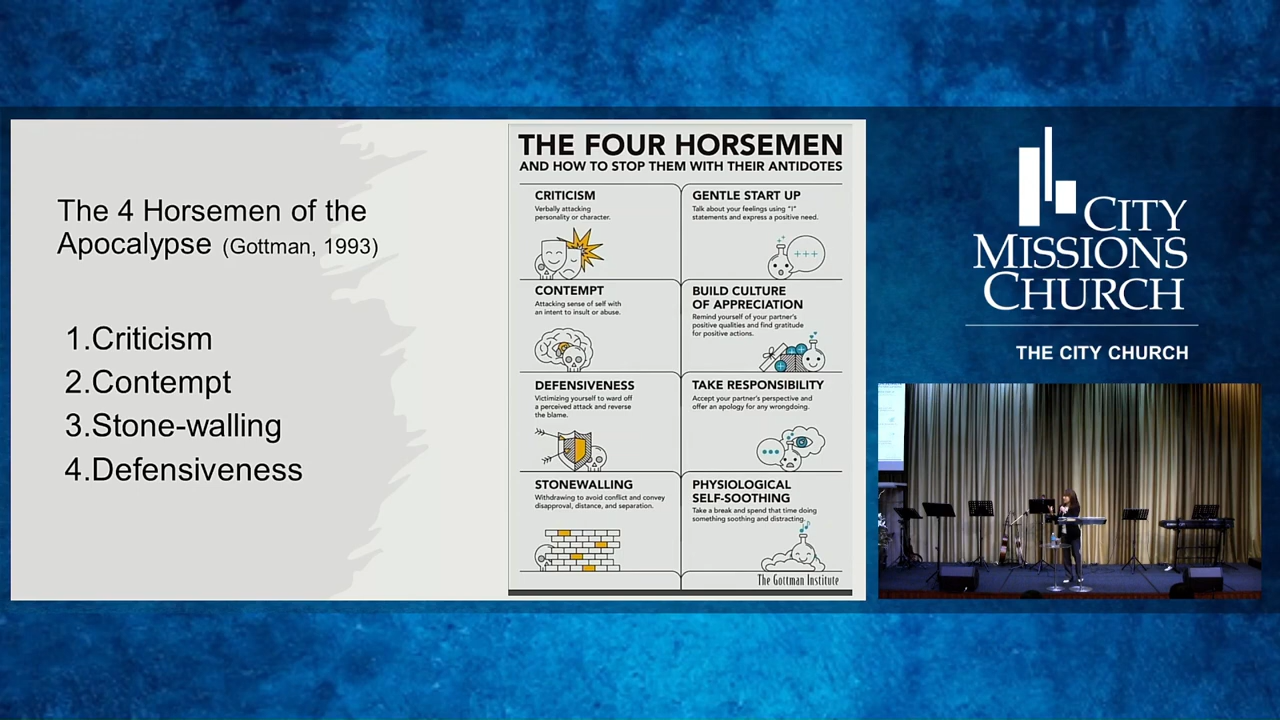 The 4 Horsemen of the
Apocalypse (Gottman, 1993)
1.Criticism
2.Contempt
3.Stone-walling
4.Defensiveness
THE FOUR HORSEMEN
AND HOW TO STOP THEM WITH THEIR ANTIDOTES
CRITICISM
Verbally attacking
personality or character.
GENTLE START UP
Talk about your feelings using "I"
statements and express a positive need.
CONTEMPT
Attacking sense of self with
an intent to insult or abuse.
BUILD CULTURE
OF APPRECIATION
Remind yourself of your partner's
positive qualities and find gratitude
for positive actions.
DEFENSIVENESS
Victimizing yourself to ward off
a perceived attack and reverse
the blame.
TAKE RESPONSIBILITY
Accept your partner's perspective and
offer an apology for any wrongdoing.
STONEWALLING
Withdrawing to avoid conflict and convey
disapproval, distance, and separation.
PHYSIOLOGICAL
SELF-SOOTHING
Take a break and spend that time doing
something soothing and distracting.
The Gottman Institute
CITY
MISSIONS
CHURCH
THE CITY CHURCH